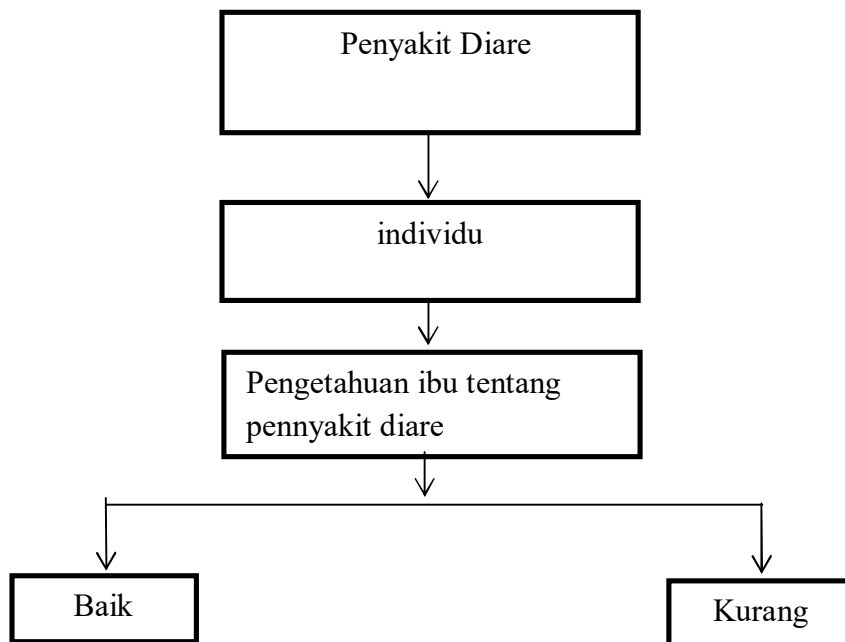 Penyakit Diare
individu
Pengetahuan ibu tentang
pennyakit diare
Baik
Kurang